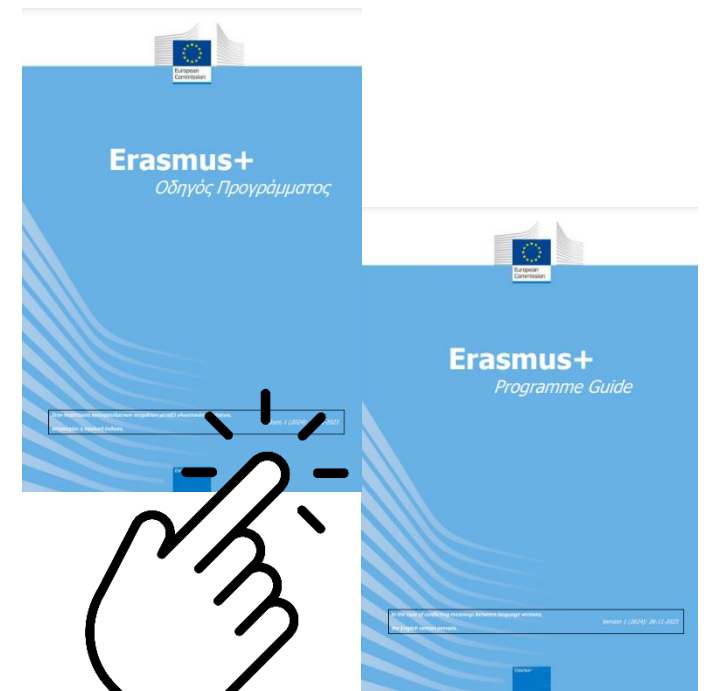 European
Commission
Erasmus+
Οδηγός Προγράμματος
European
Commission
Erasmus+
Programme Guide
In the case of conflicting meanings between language versions,
the English version prevails.
Version 1 (2024): 28-11-2023
Erasmus+